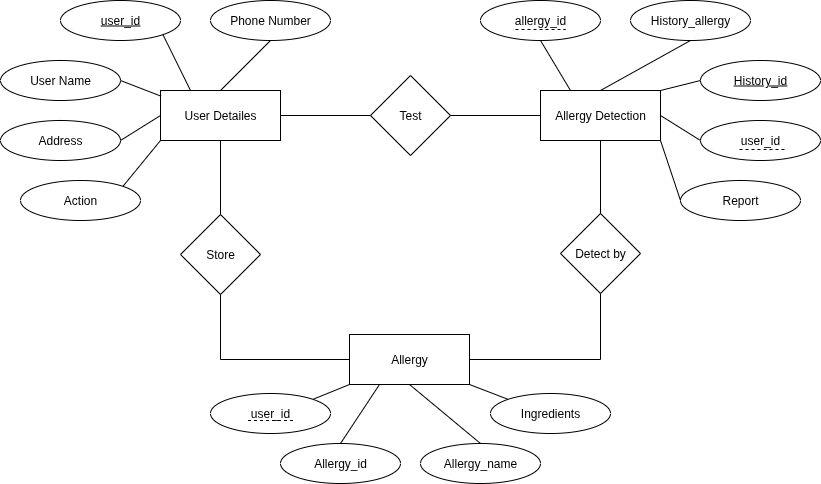 user_id
Phone Number
allergy_id
History_allergy
User Name
History_id
User Detailes
Test
Allergy Detection
Address
user_id
Action
Report
Store
Detect by
Allergy
user_id
Ingredients
Allergy_id
Allergy_name